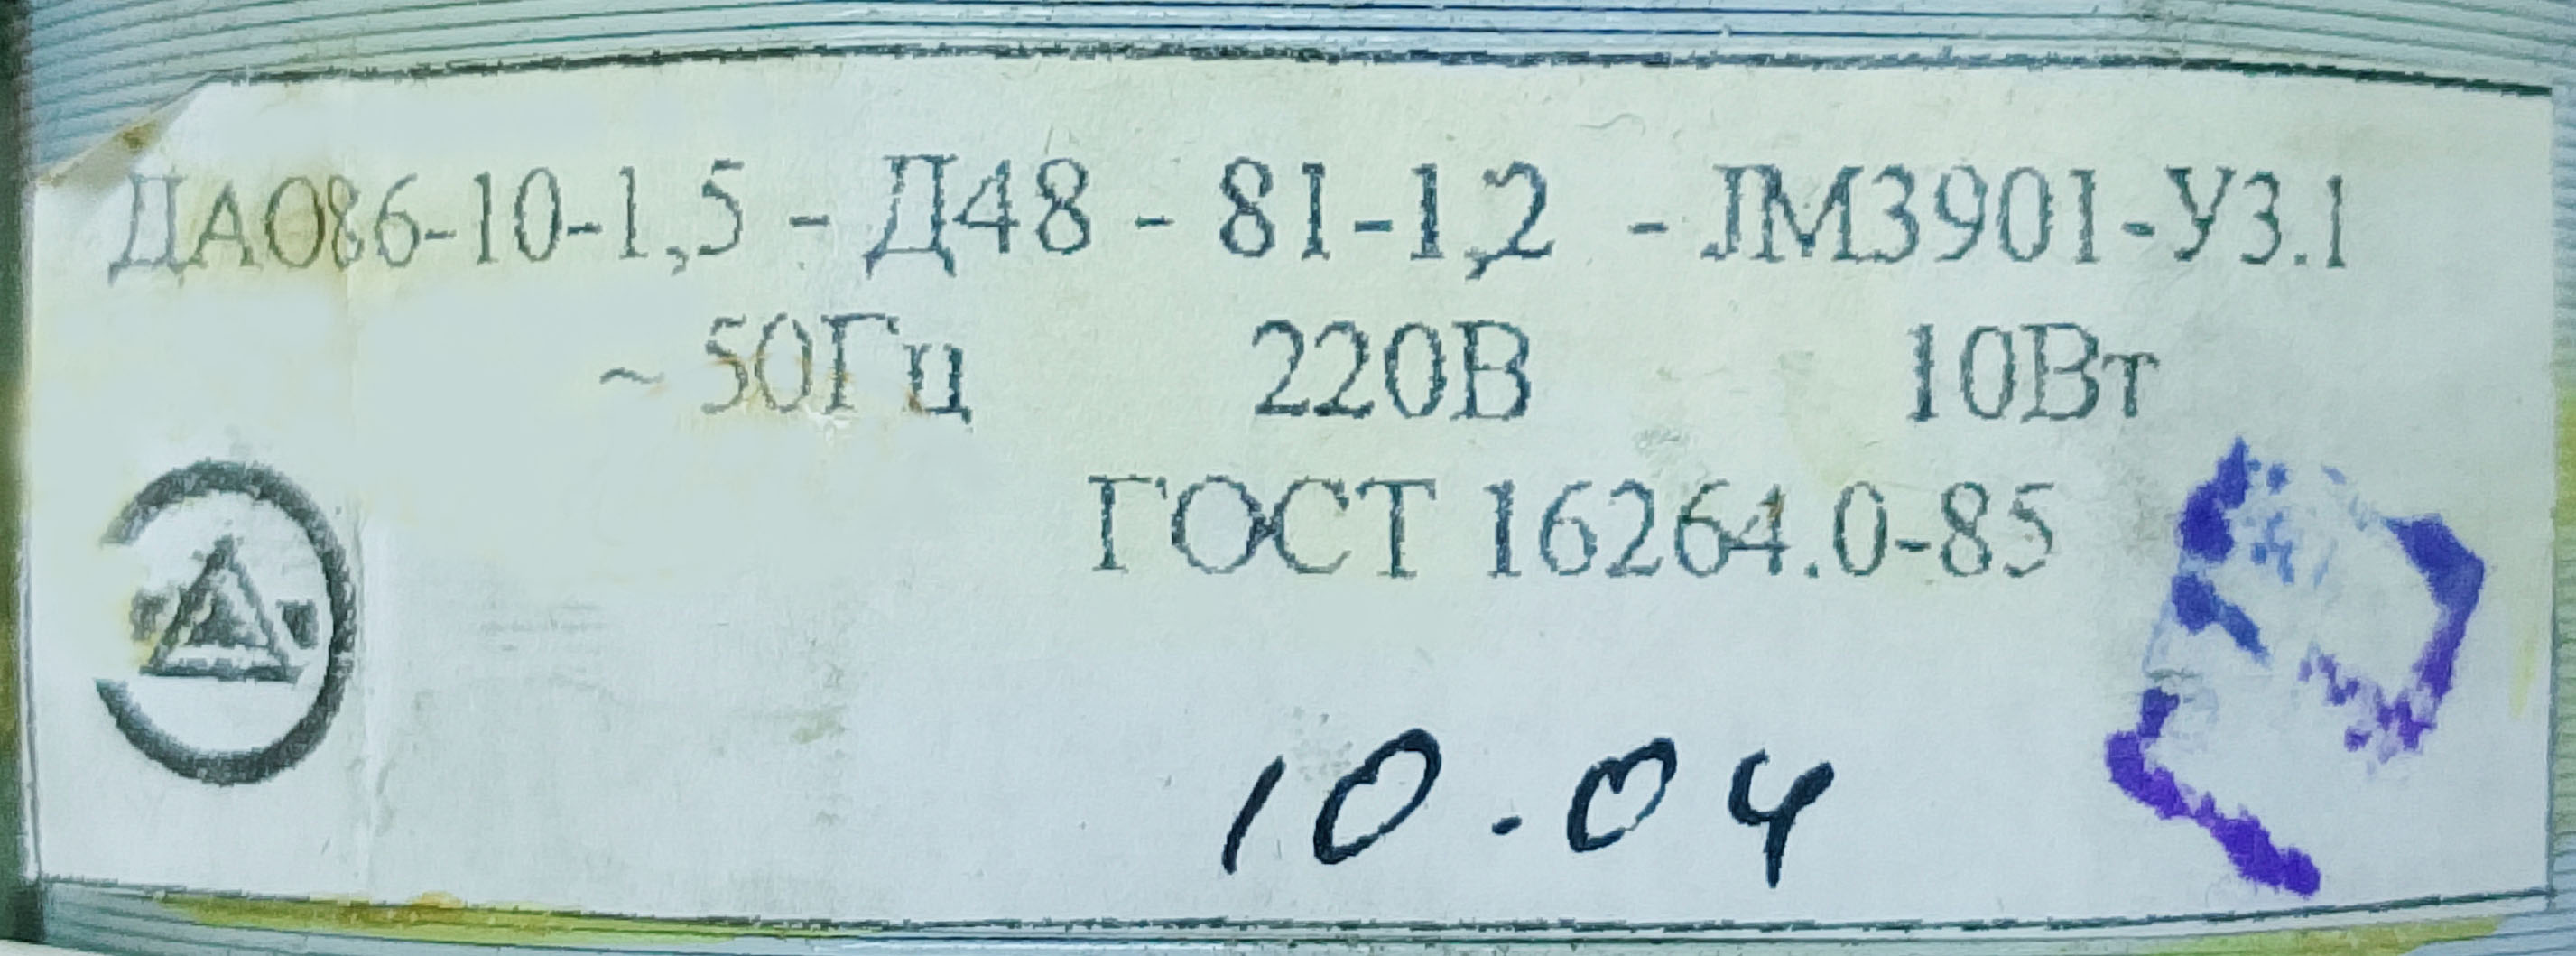 ДАО86-10-1,5 - Д48 - 81-1,2 - ЛМ3901-У3.1
~ 50Гц 220В 10Вт
ГОСТ 16264.0-85
10.04